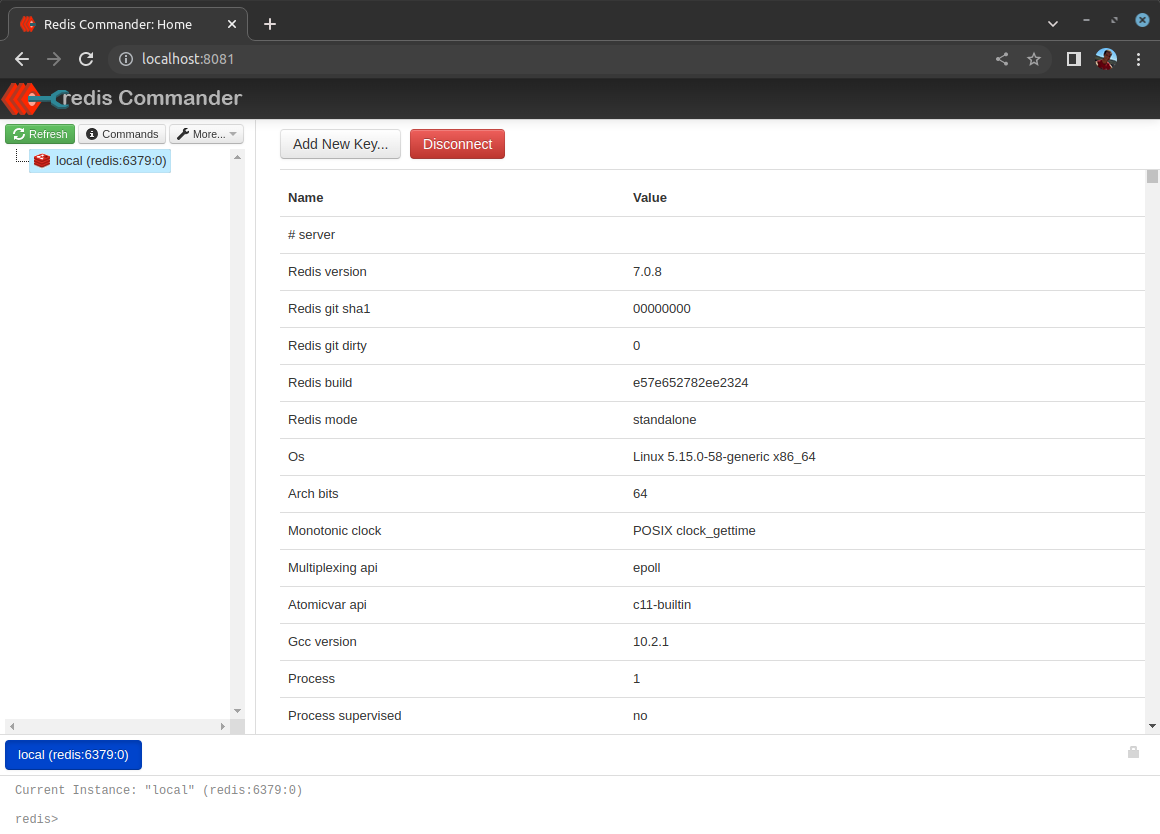 Redis Commander: Home
localhost:8081
redis Commander
Refresh Commands More...
local (redis:6379:0)
Add New Key... Disconnect
Name Value
# server
Redis version 7.0.8
Redis git sha1 00000000
Redis git dirty 0
Redis build e57e652782ee2324
Redis mode standalone
Os Linux 5.15.0-58-generic x86_64
Arch bits 64
Monotonic clock POSIX clock_gettime
Multiplexing api epoll
Atomicvar api c11-builtin
Gcc version 10.2.1
Process 1
Process supervised no
local (redis:6379:0)
Current Instance: "local" (redis:6379:0)
redis>